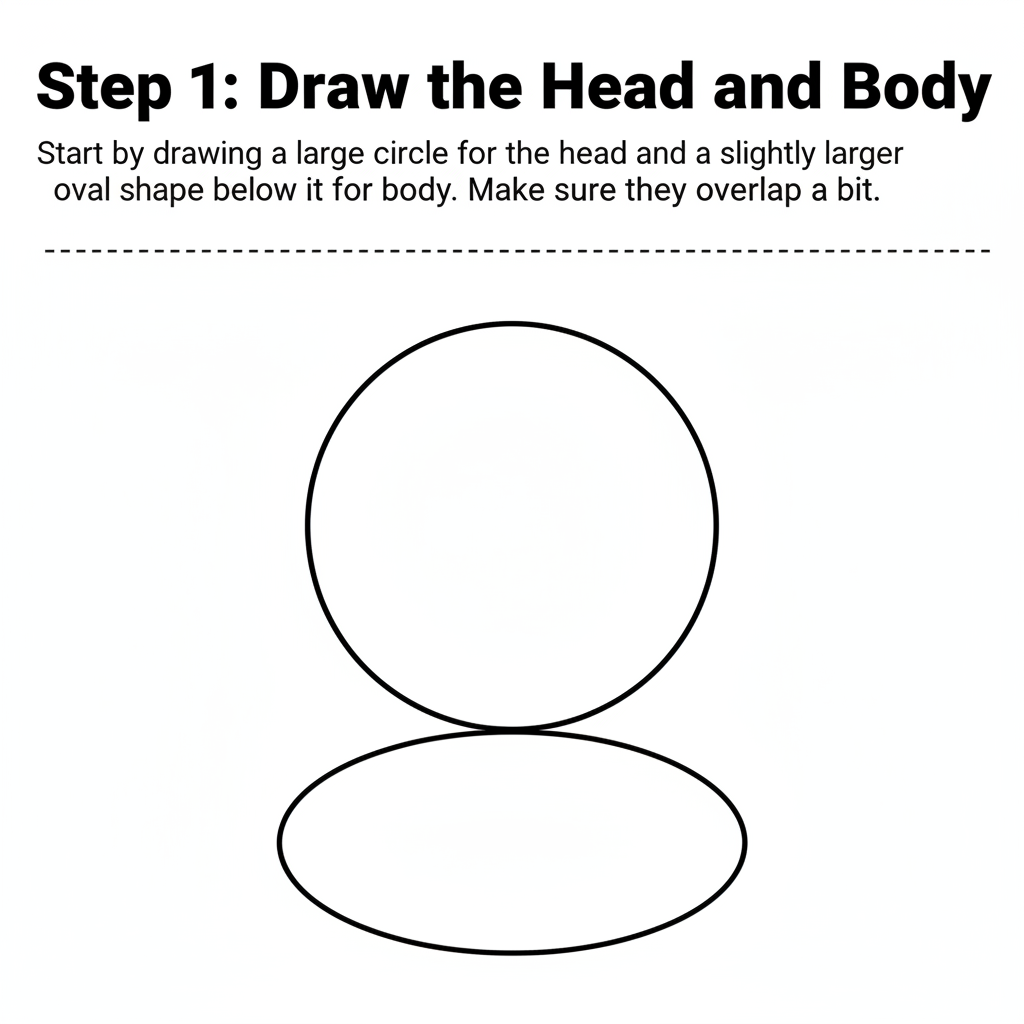 Step 1: Draw the Head and Body
Start by drawing a large circle for the head and a slightly larger
oval shape below it for body. Make sure they overlap a bit.